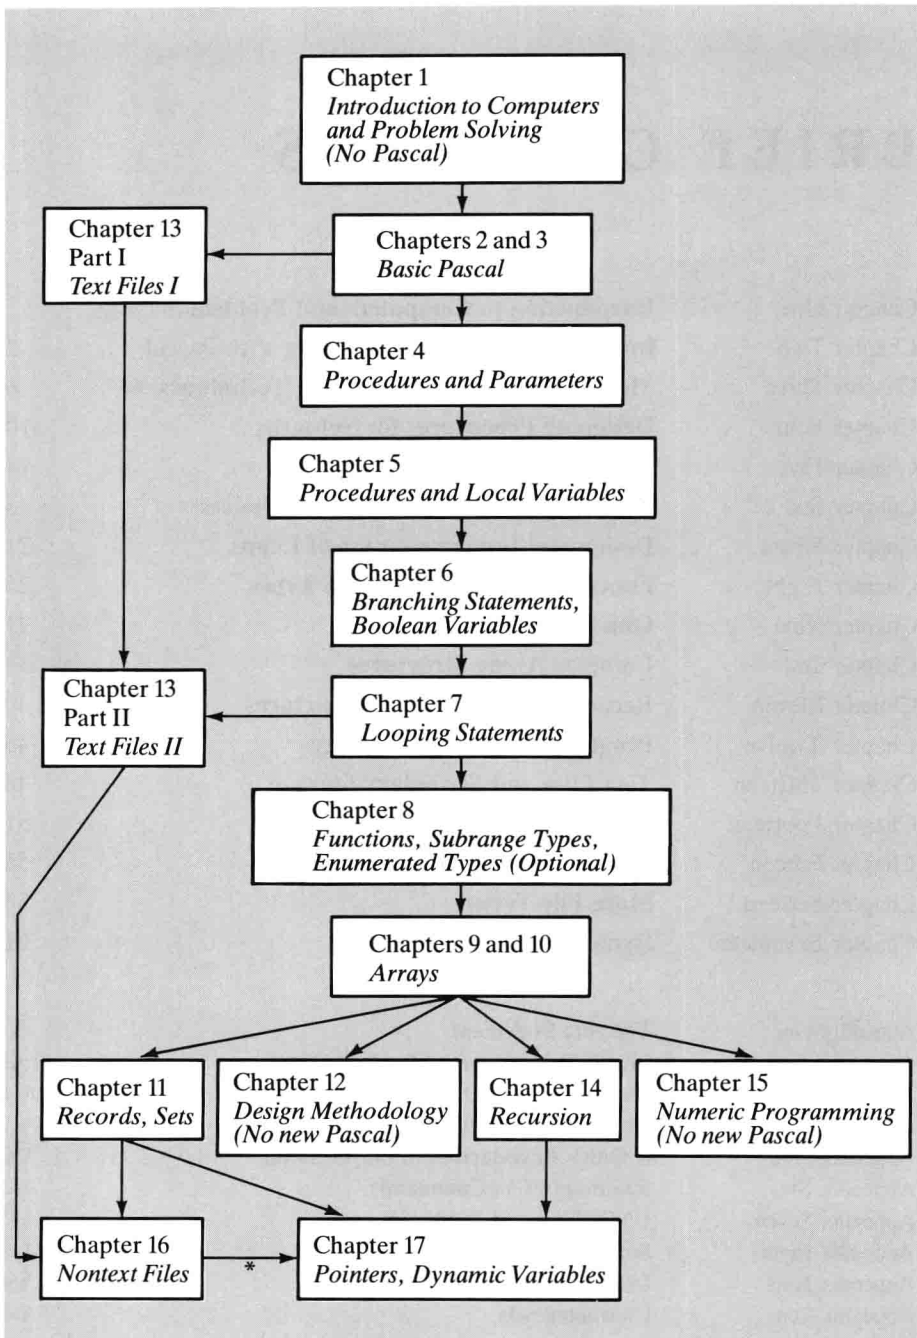 Chapter 1
Introduction to Computers
and Problem Solving
(No Pascal)
Chapter 13
Part I
Text Files I
Chapters 2 and 3
Basic Pascal
Chapter 4
Procedures and Parameters
Chapter 5
Procedures and Local Variables
Chapter 6
Branching Statements,
Boolean Variables
Chapter 13
Part II
Text Files II
Chapter 7
Looping Statements
Chapter 8
Functions, Subrange Types,
Enumerated Types (Optional)
Chapters 9 and 10
Arrays
Chapter 11
Records, Sets
Chapter 12
Design Methodology
(No new Pascal)
Chapter 14
Recursion
Chapter 15
Numeric Programming
(No new Pascal)
Chapter 16
Nontext Files
*
Chapter 17
Pointers, Dynamic Variables